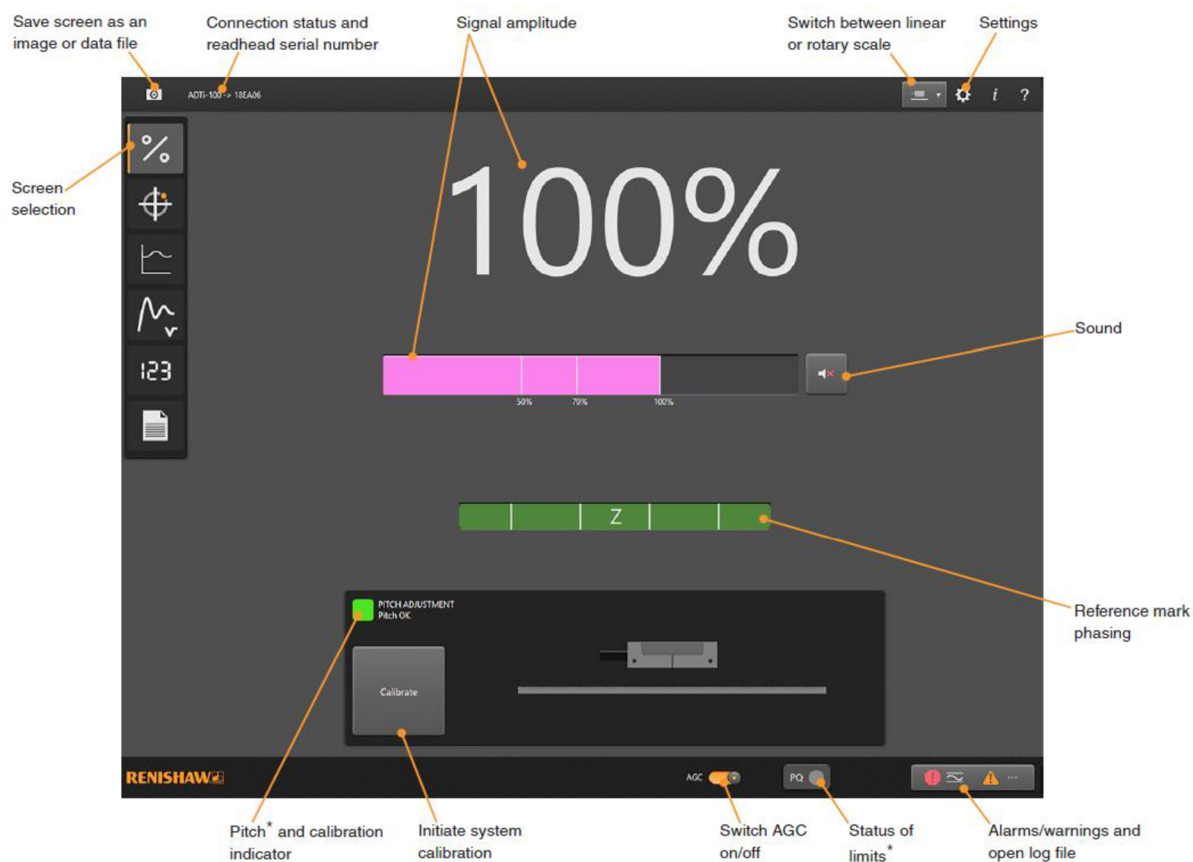 Save screen as an
image or data file
Connection status and
readhead serial number
Signal amplitude
Switch between linear
or rotary scale
Settings
ADTi-100 -> 18EA06
i
?
%
100%
Screen
selection
Sound
123
50%
70%
100%
Z
PITCH ADJUSTMENT
Pitch OK
Reference mark
phasing
Calibrate
RENISHAW
AGC
PQ
!
! ...
Pitch* and calibration
indicator
Initiate system
calibration
Switch AGC
on/off
Status of
limits*
Alarms/warnings and
open log file